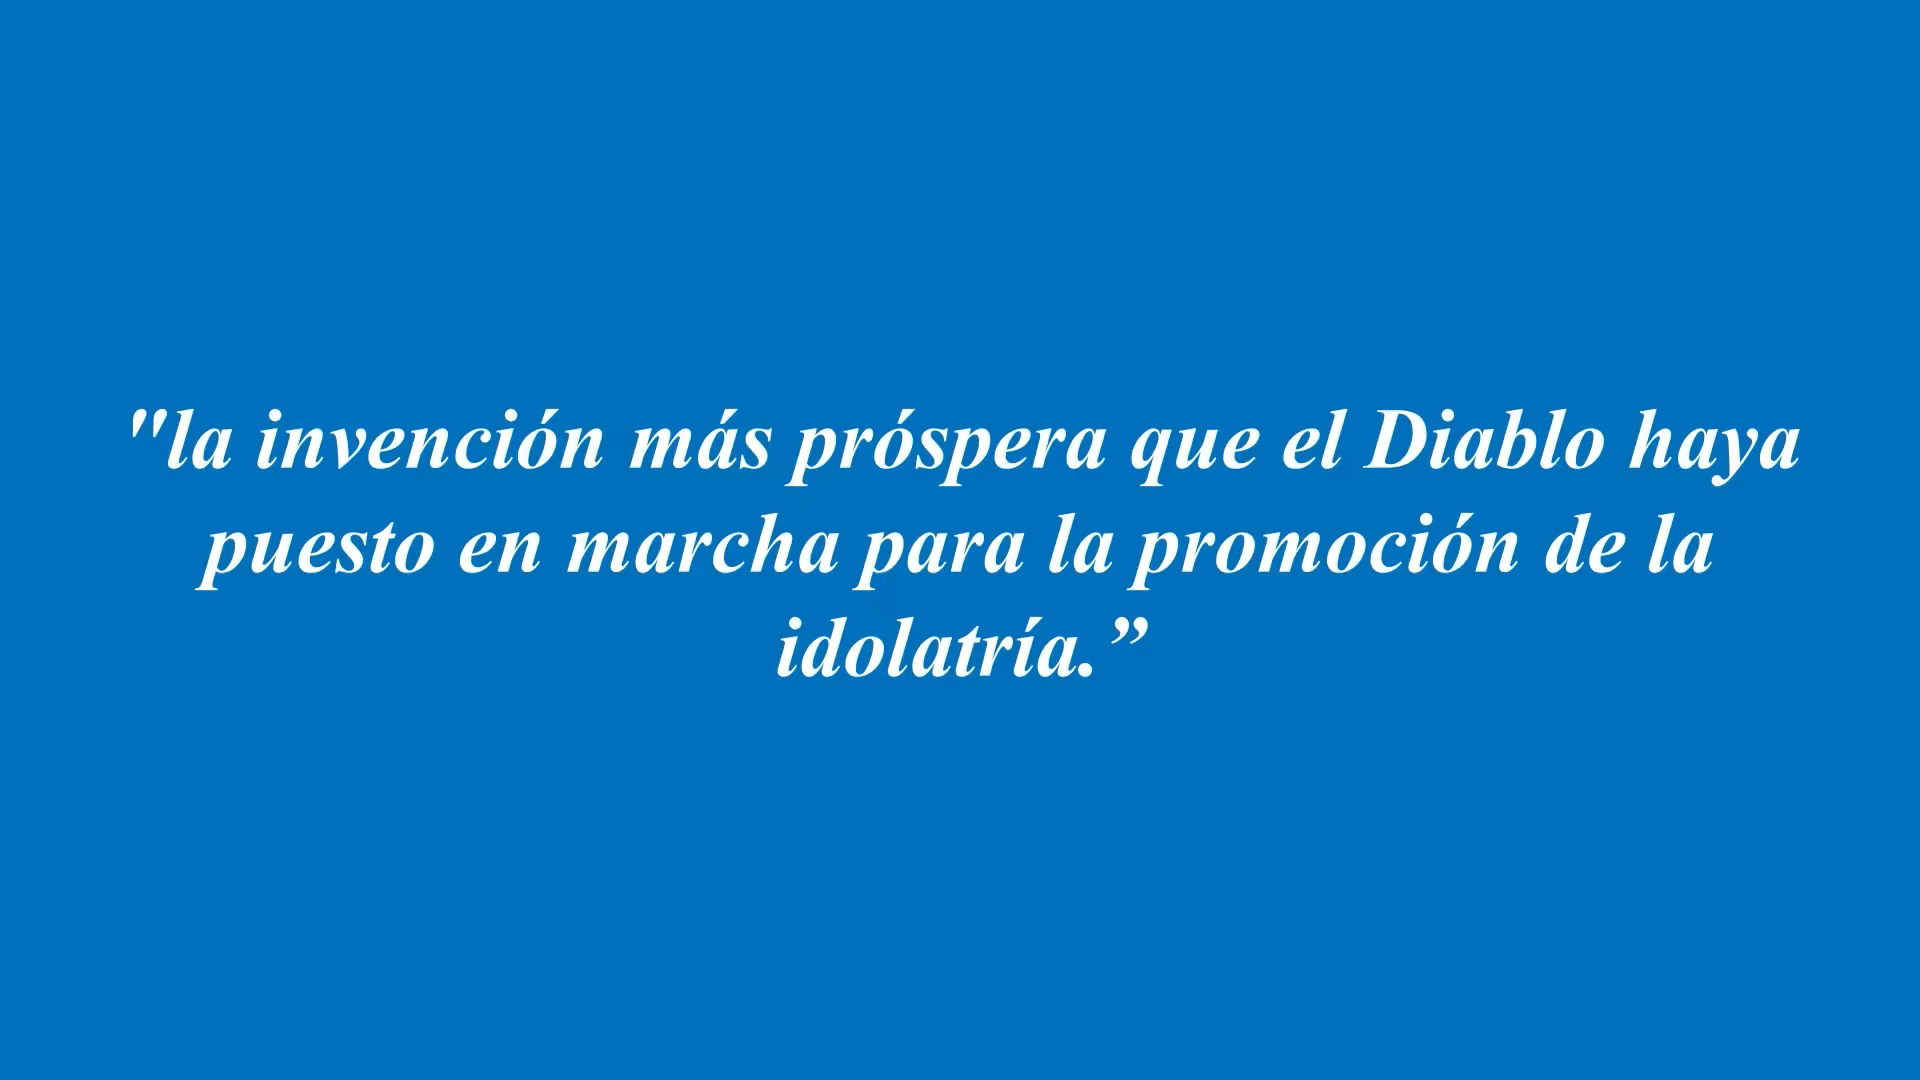 "la invención más próspera que el Diablo haya
puesto en marcha para la promoción de la
idolatría.”